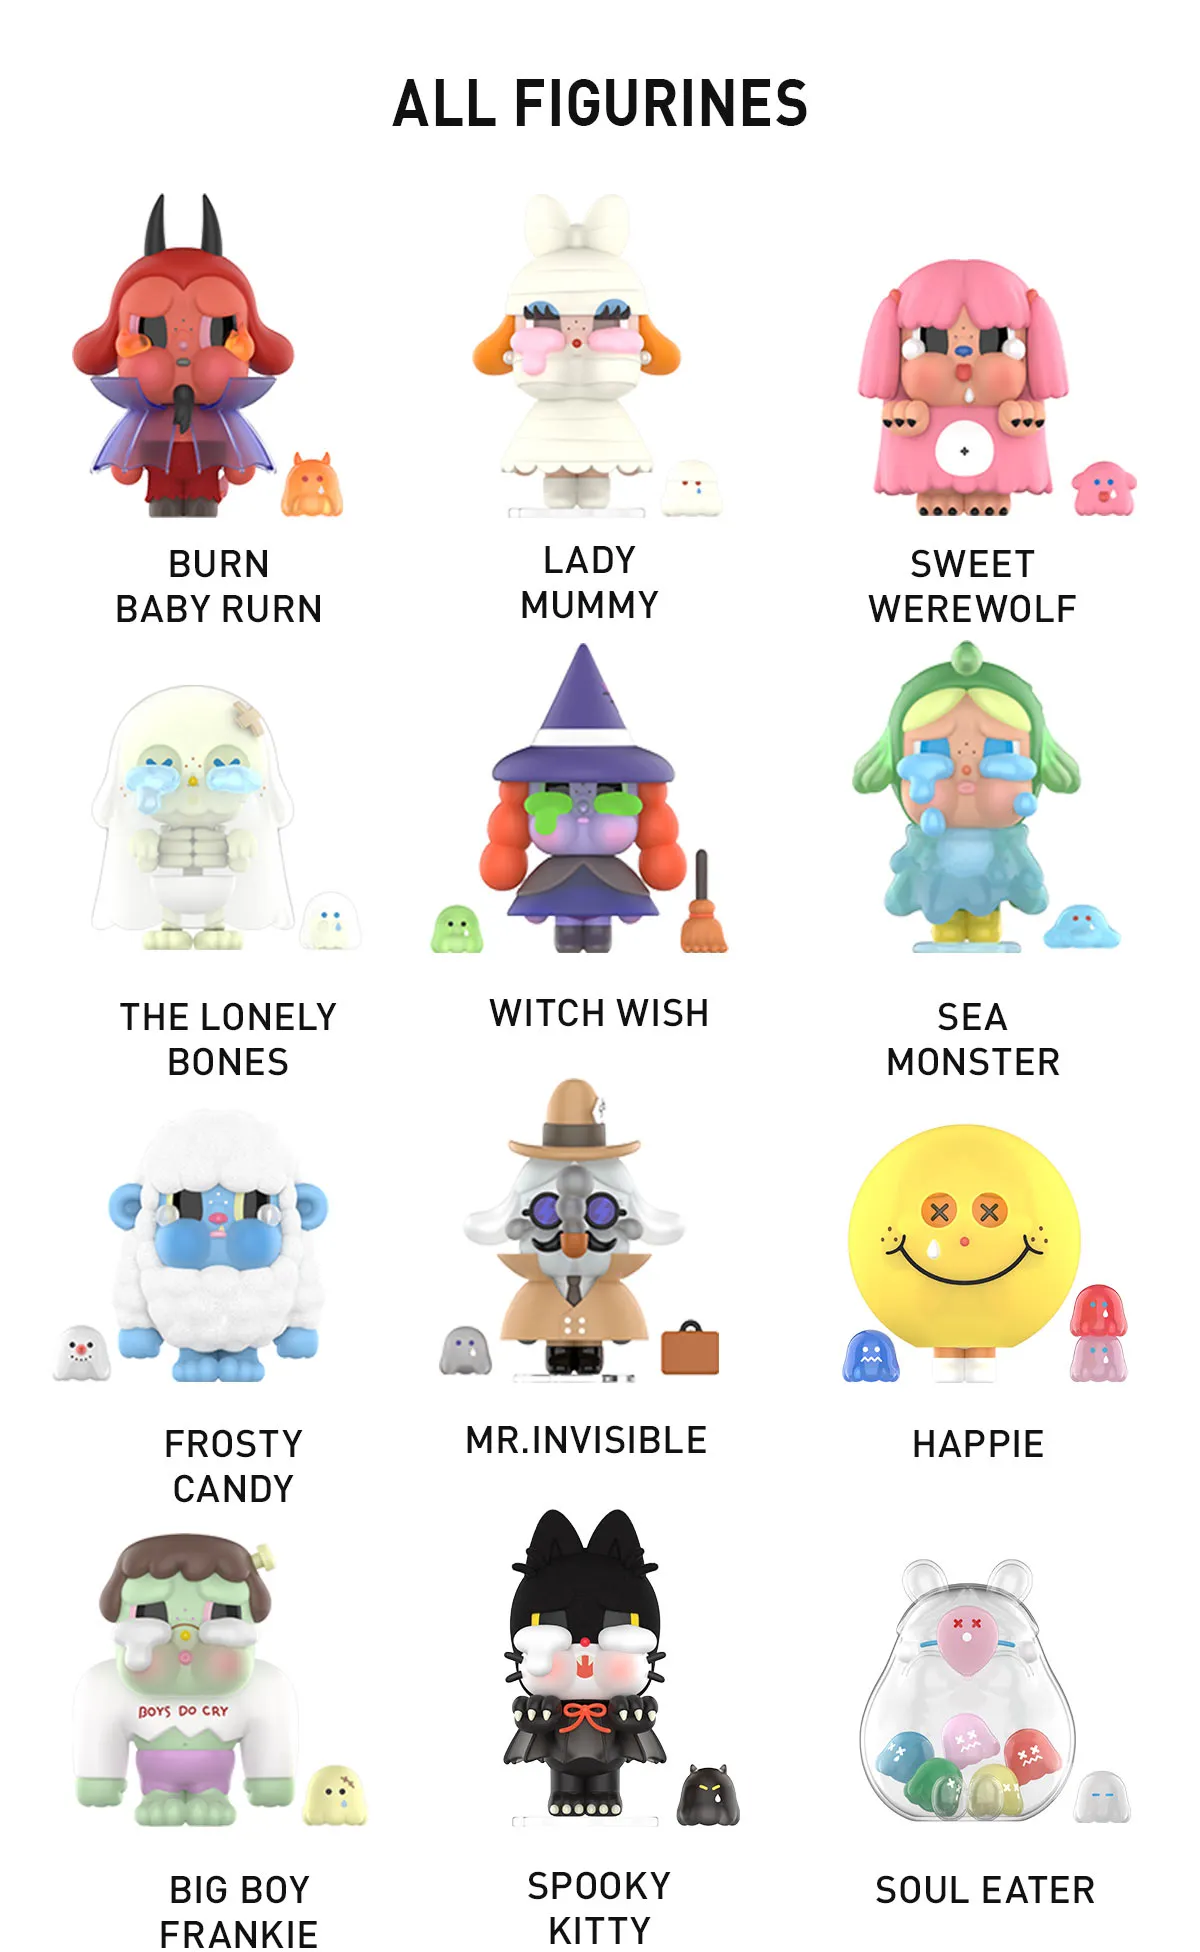 ALL FIGURINES
BURN
BABY RURN
LADY
MUMMY
SWEET
WEREWOLF
THE LONELY
BONES
WITCH WISH
SEA
MONSTER
FROSTY
CANDY
MR.INVISIBLE
HAPPIE
BOYS DO CRY
BIG BOY
FRANKIE
SPOOKY
KITTY
SOUL EATER